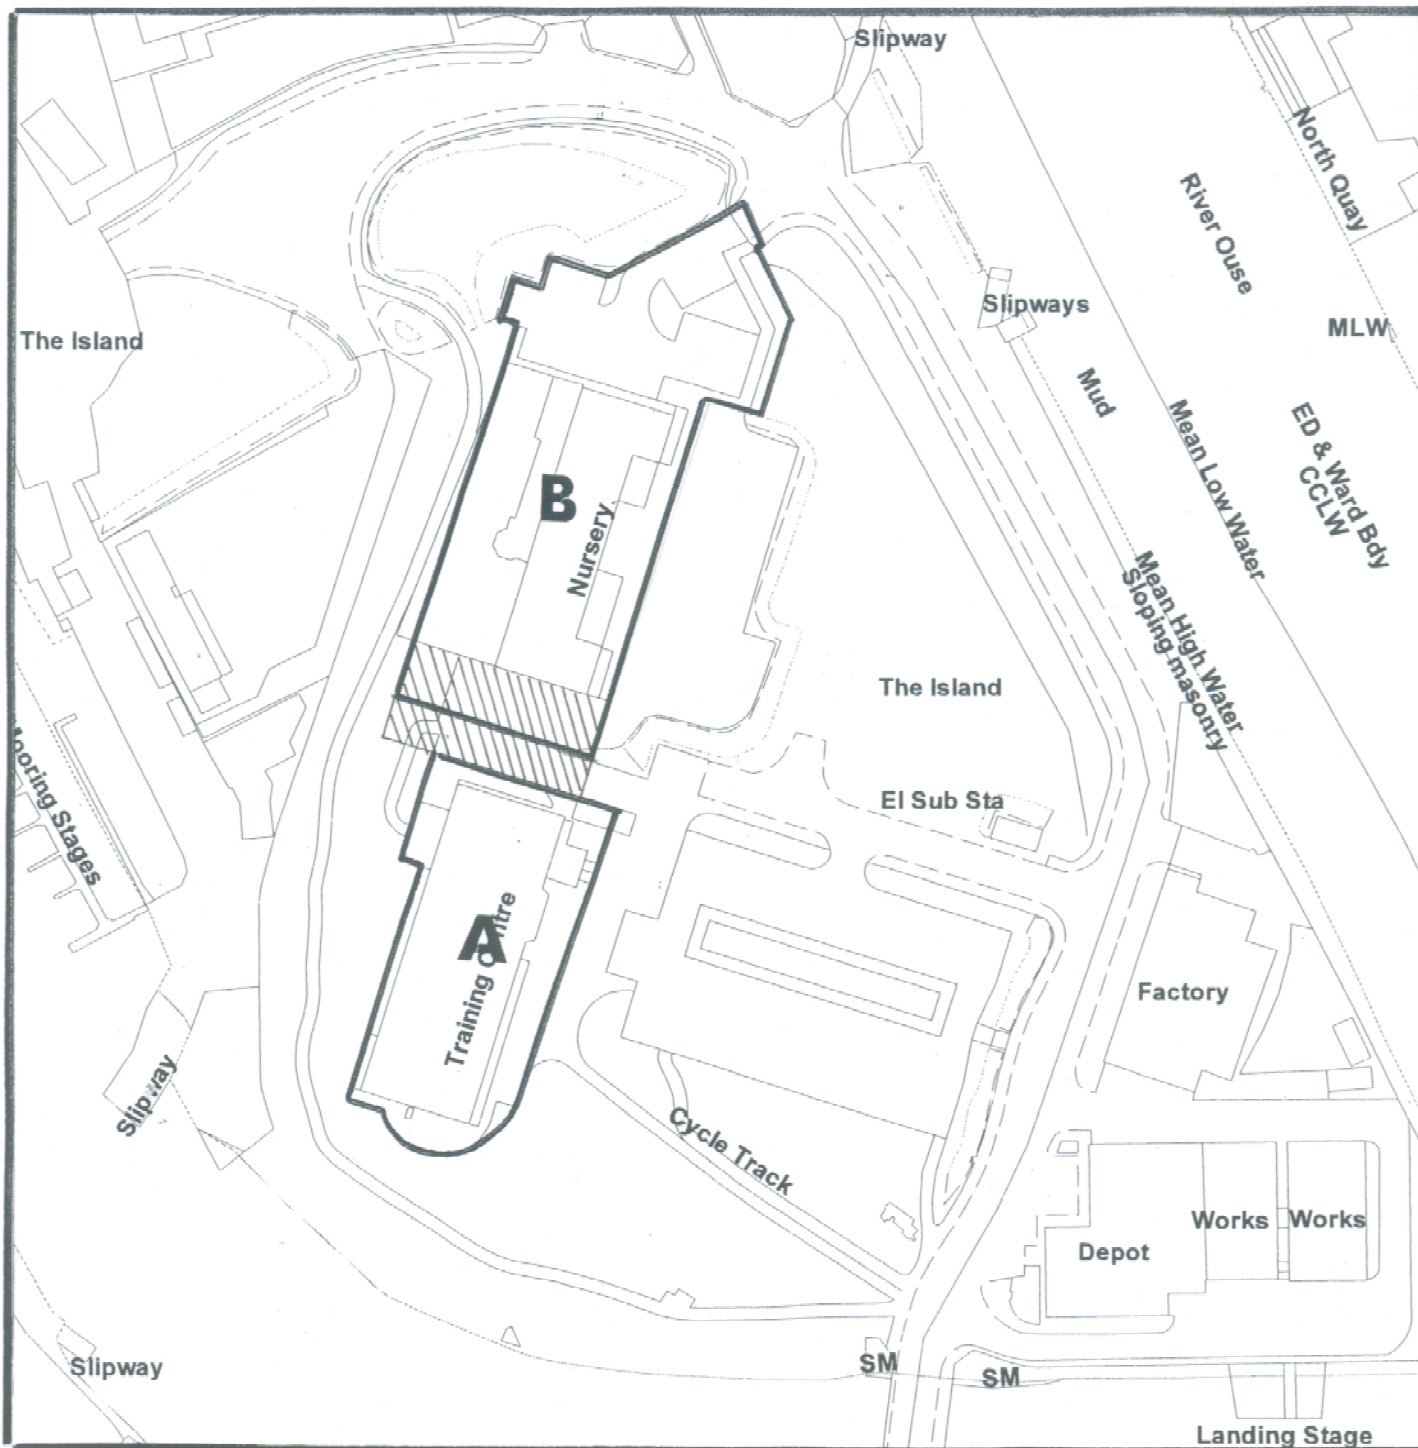 Slipway
North Quay
River Ouse
Slipways
MLW
The Island
Mud
Mean Low Water
ED & Ward Bdy
CCLW
B
Nursery
Mean High Water
Sloping masonry
The Island
Mooring Stages
El Sub Sta
A
Training Centre
Factory
Slipway
Cycle Track
Works
Works
Depot
Slipway
SM
SM
Landing Stage